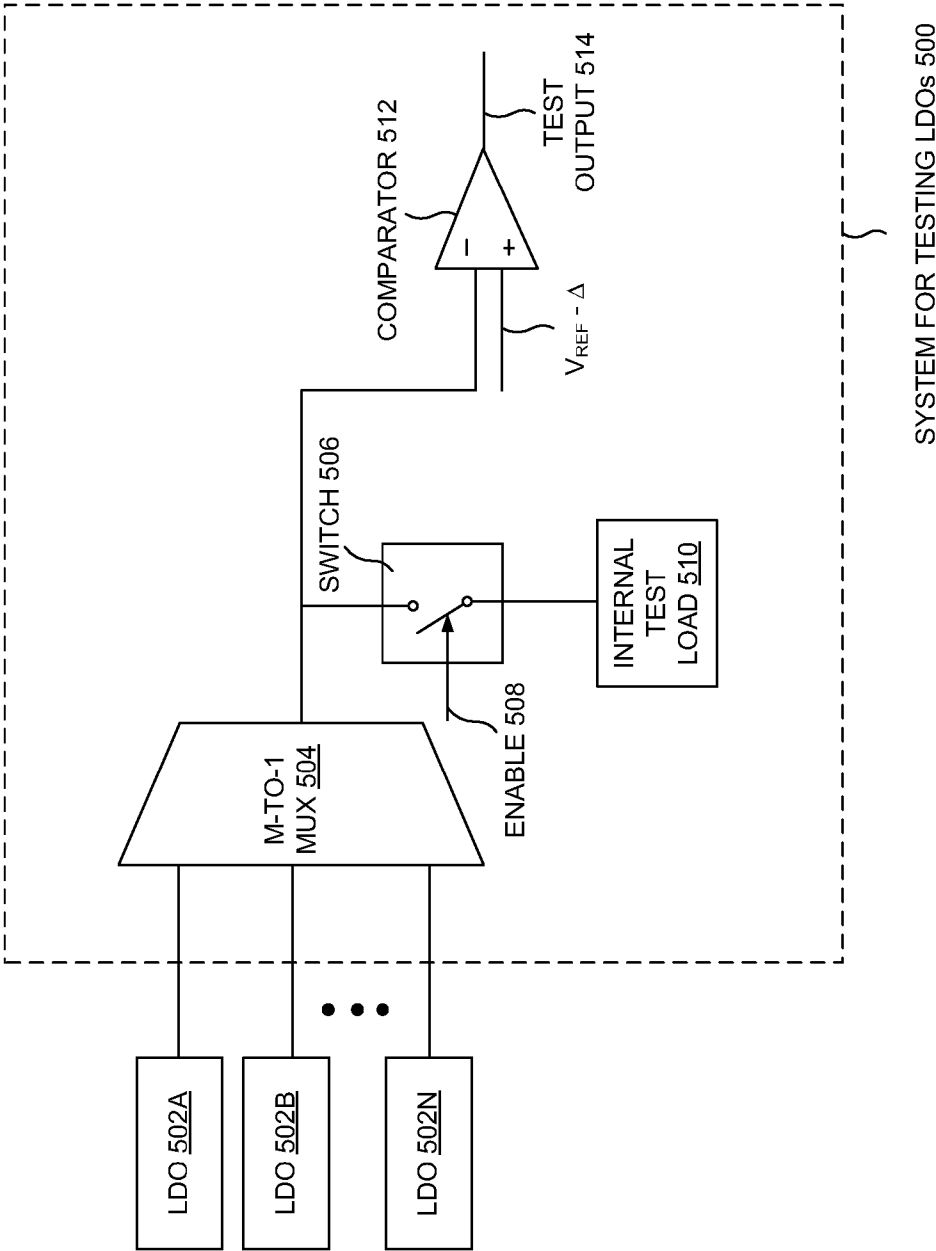 LDO 502A
LDO 502B
LDO 502N
M-TO-1
MUX 504
ENABLE 508
SWITCH 506
INTERNAL
TEST
LOAD 510
COMPARATOR 512
−
+
VREF - Δ
TEST
OUTPUT 514
SYSTEM FOR TESTING LDOs 500